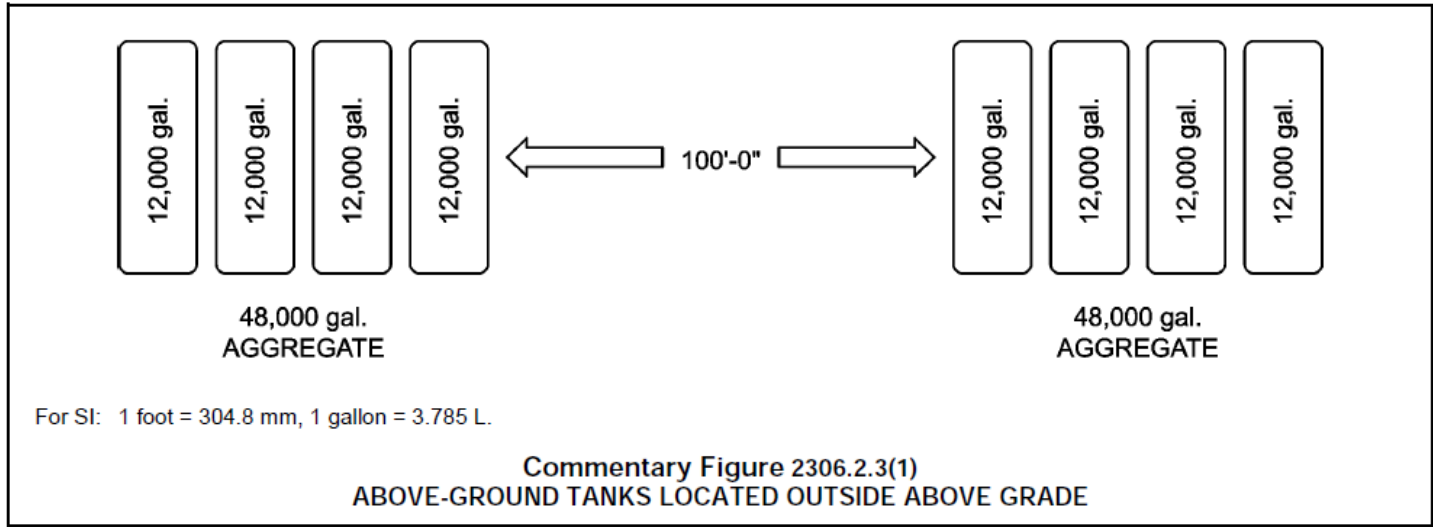 12,000 gal.
12,000 gal.
12,000 gal.
12,000 gal.
100'-0"
12,000 gal.
12,000 gal.
12,000 gal.
12,000 gal.
48,000 gal.
AGGREGATE
48,000 gal.
AGGREGATE
For SI: 1 foot = 304.8 mm, 1 gallon = 3.785 L.
Commentary Figure 2306.2.3(1)
ABOVE-GROUND TANKS LOCATED OUTSIDE ABOVE GRADE